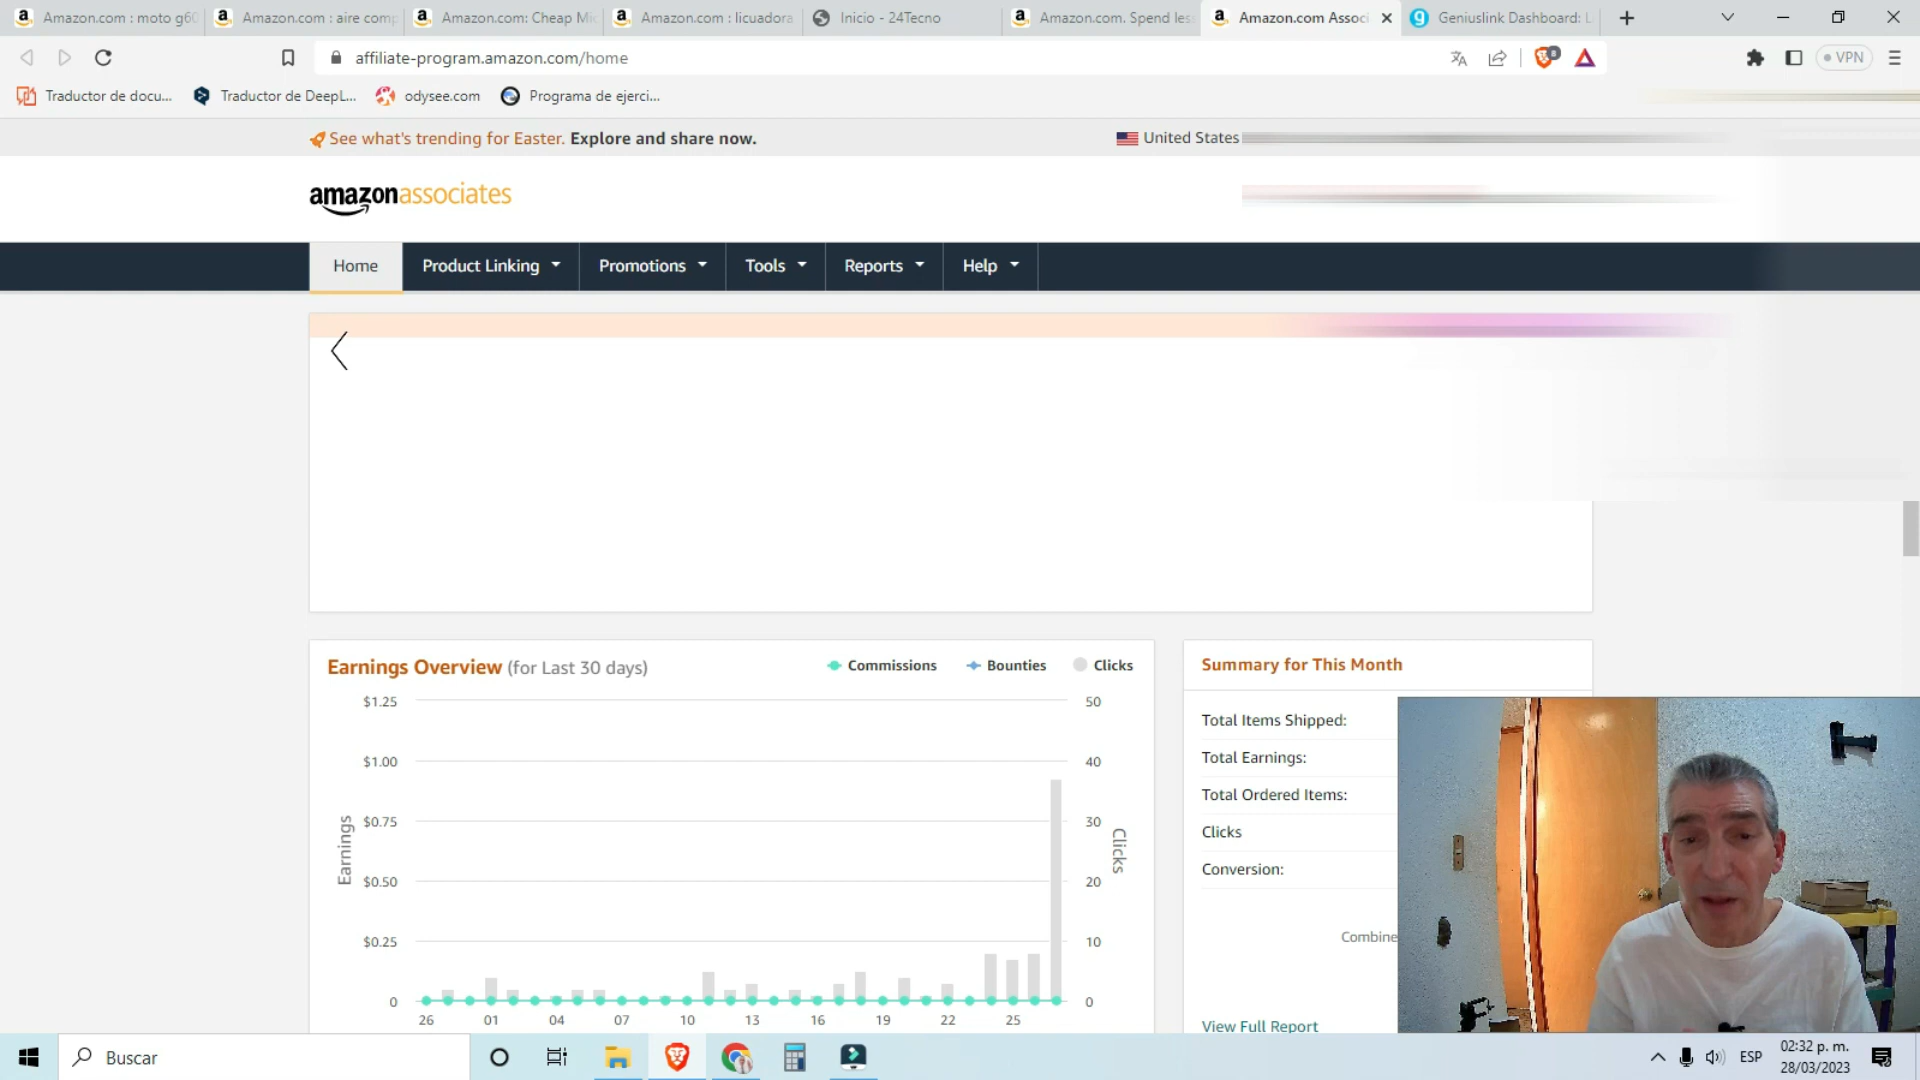 Amazon.com : moto g60
Amazon.com : aire comp
Amazon.com: Cheap Mic
Amazon.com : licuadora
Inicio - 24Tecno
Amazon.com. Spend less
Amazon.com Associ
Geniuslink Dashboard: L
affiliate-program.amazon.com/home
8
VPN
Traductor de docu...
Traductor de DeepL...
odysee.com
Programa de ejerci...
See what's trending for Easter. Explore and share now.
United States
amazonassociates
Home
Product Linking
Promotions
Tools
Reports
Help
Earnings Overview (for Last 30 days)
Commissions
Bounties
Clicks
$1.25
$1.00
$0.75
$0.50
$0.25
0
Earnings
50
40
30
20
10
0
Clicks
26
01
04
07
10
13
16
19
22
25
Summary for This Month
Total Items Shipped:
Total Earnings:
Total Ordered Items:
Clicks
Conversion:
Combine
View Full Report
Buscar
ESP
02:32 p. m.
28/03/2023